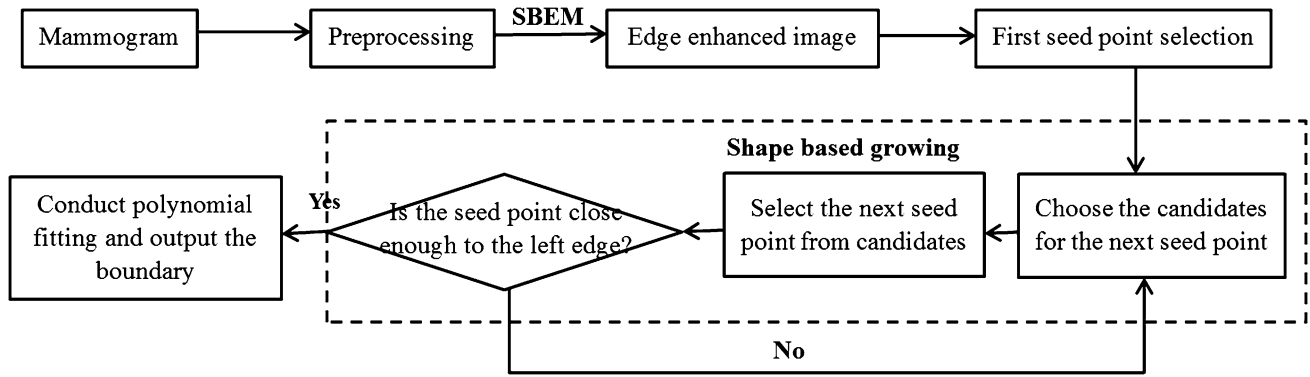 Mammogram
Preprocessing
SBEM
Edge enhanced image
First seed point selection
Shape based growing
Choose the candidates
for the next seed point
Select the next seed
point from candidates
Is the seed point close
enough to the left edge?
Yes
Conduct polynomial
fitting and output the
boundary
No